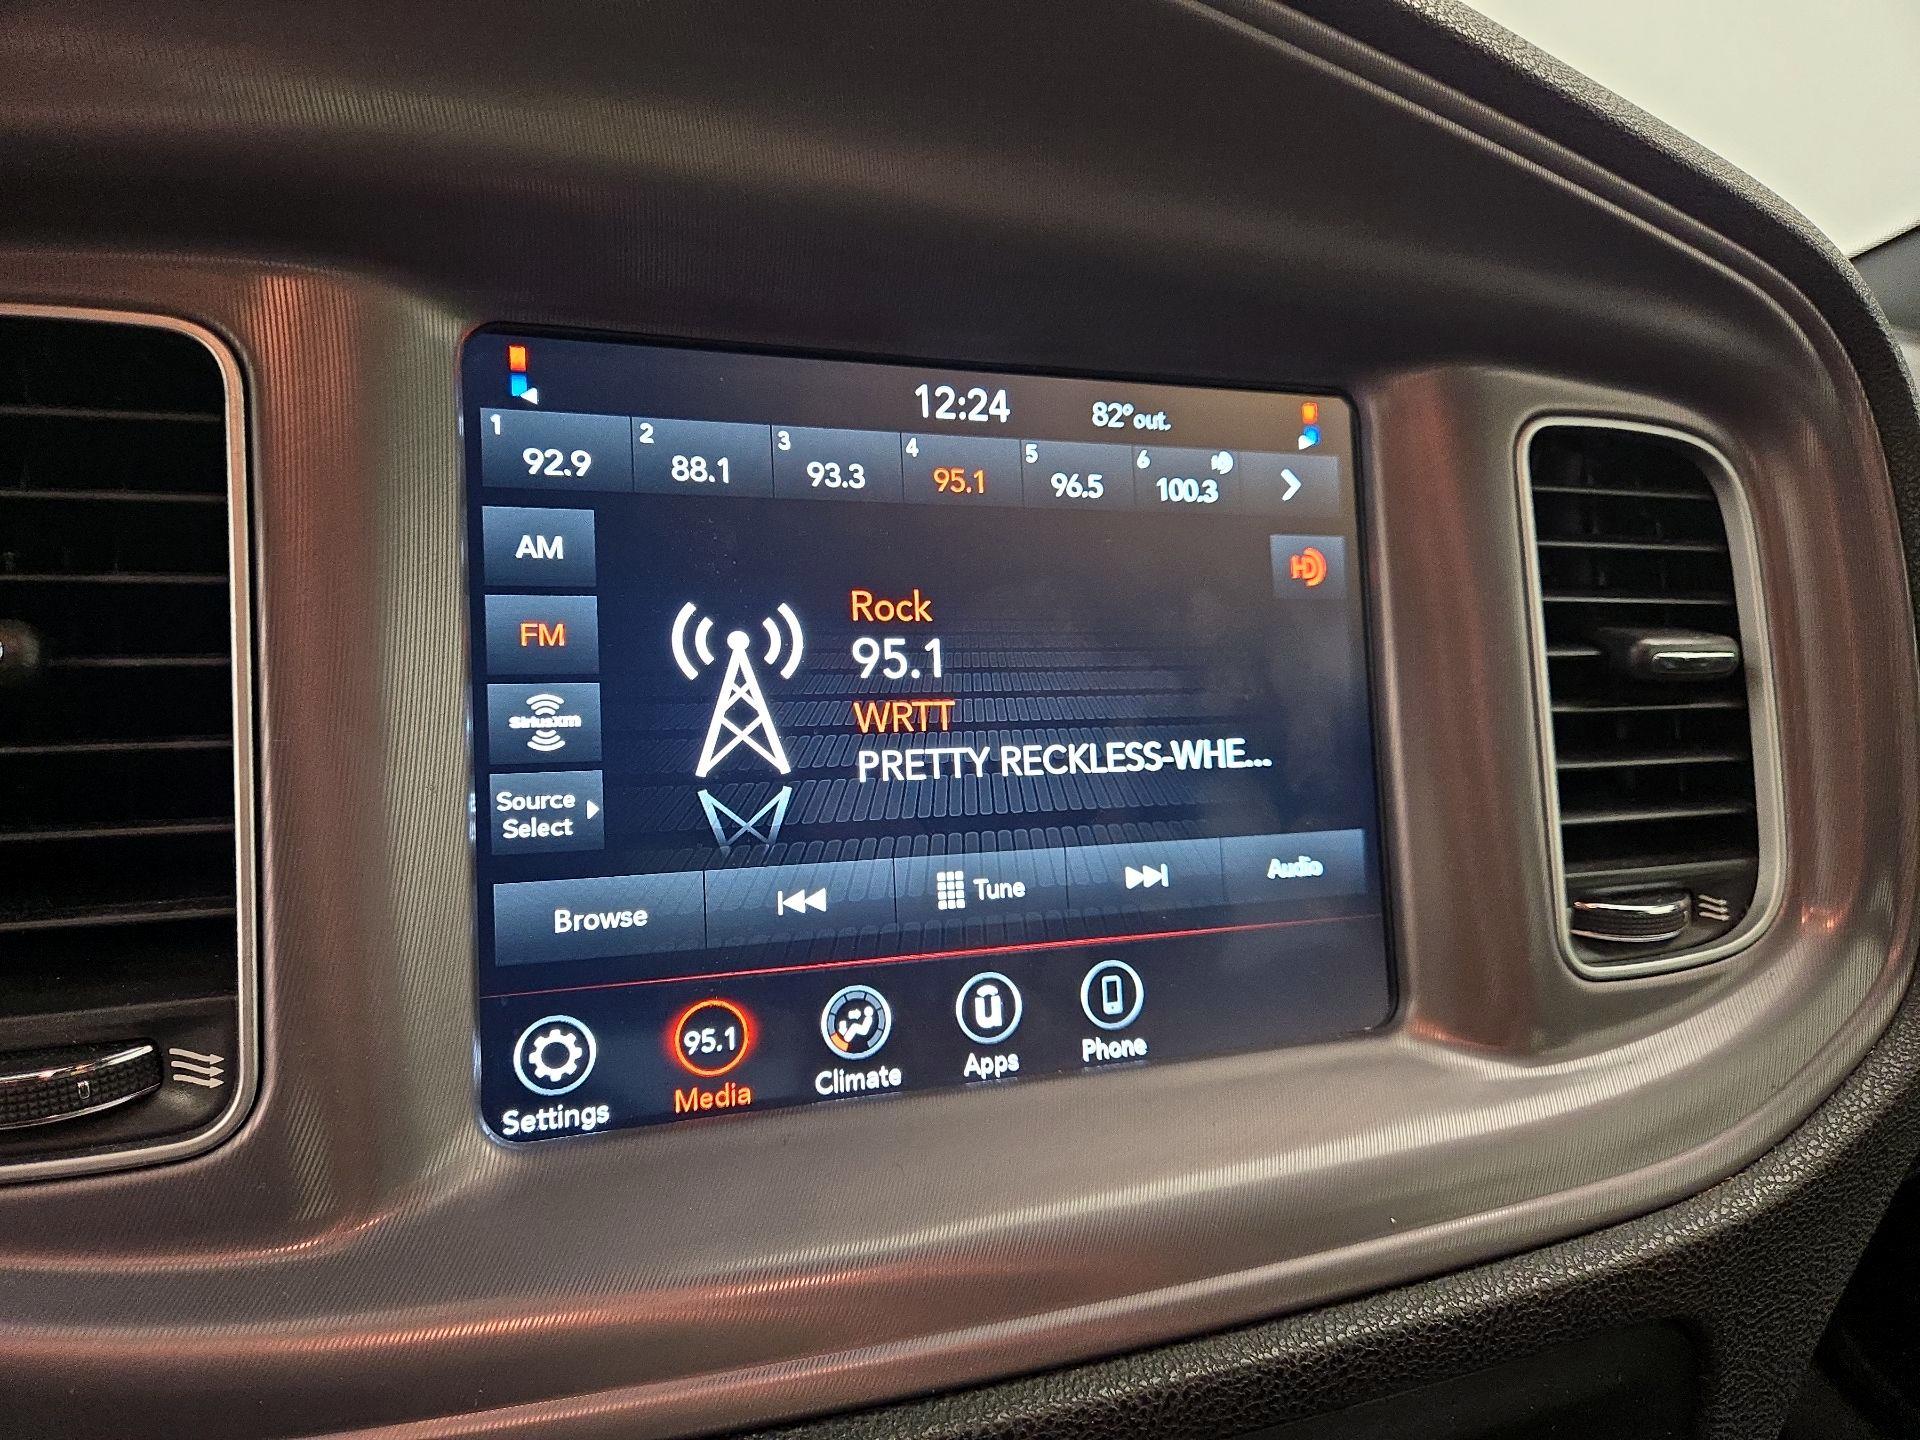 12:24 82° out.
1 92.9
2 88.1
3 93.3
4 95.1
5 96.5
6 100.3
AM
HD
FM
SiriusXM
Source
Select
Rock
95.1
WRTT
PRETTY RECKLESS-WHE...
Browse Tune Audio
95.1
Settings Media Climate Apps Phone